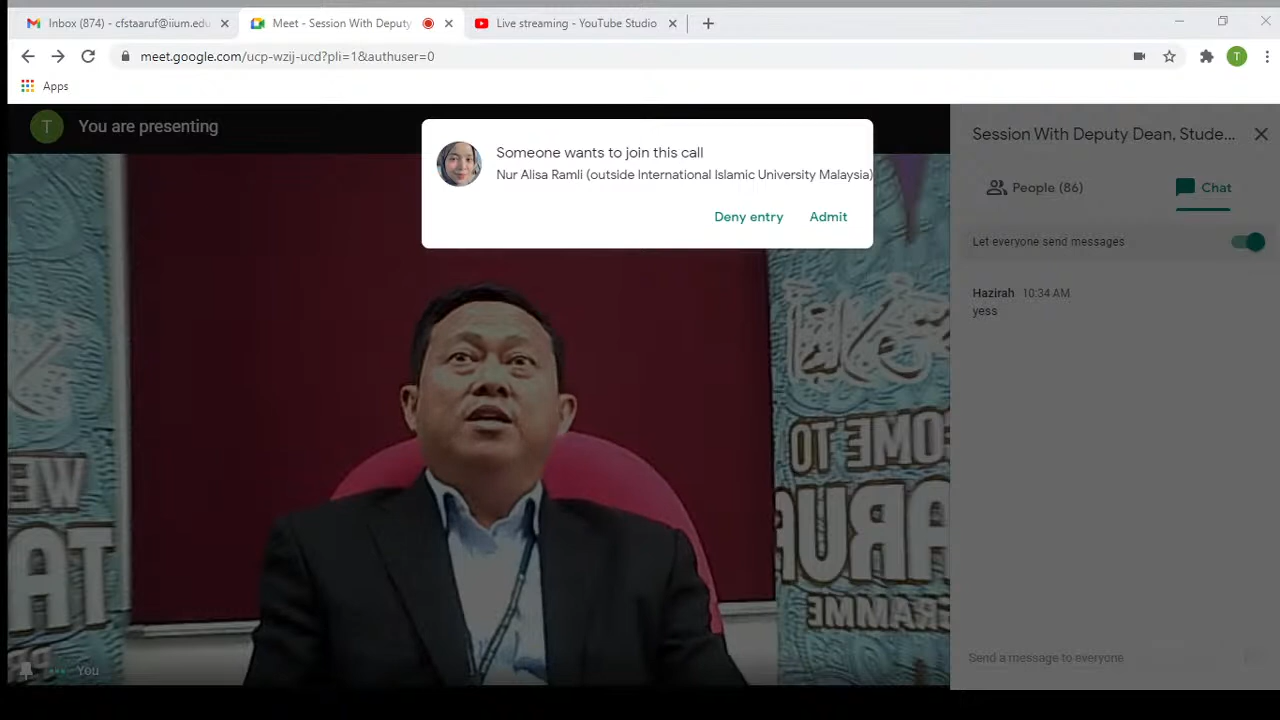 Inbox (874) - cfstaaruf@iium.edu
Meet - Session With Deputy
Live streaming - YouTube Studio
meet.google.com/ucp-wzij-ucd?pli=1&authuser=0
T
Apps
T
You are presenting
Someone wants to join this call
Nur Alisa Ramli (outside International Islamic University Malaysia)
Deny entry
Admit
Session With Deputy Dean, Stude...
People (86)
Chat
Let everyone send messages
Hazirah 10:34 AM
yess
WE
TA
OME TO
ARU
GRAMME
You
Send a message to everyone